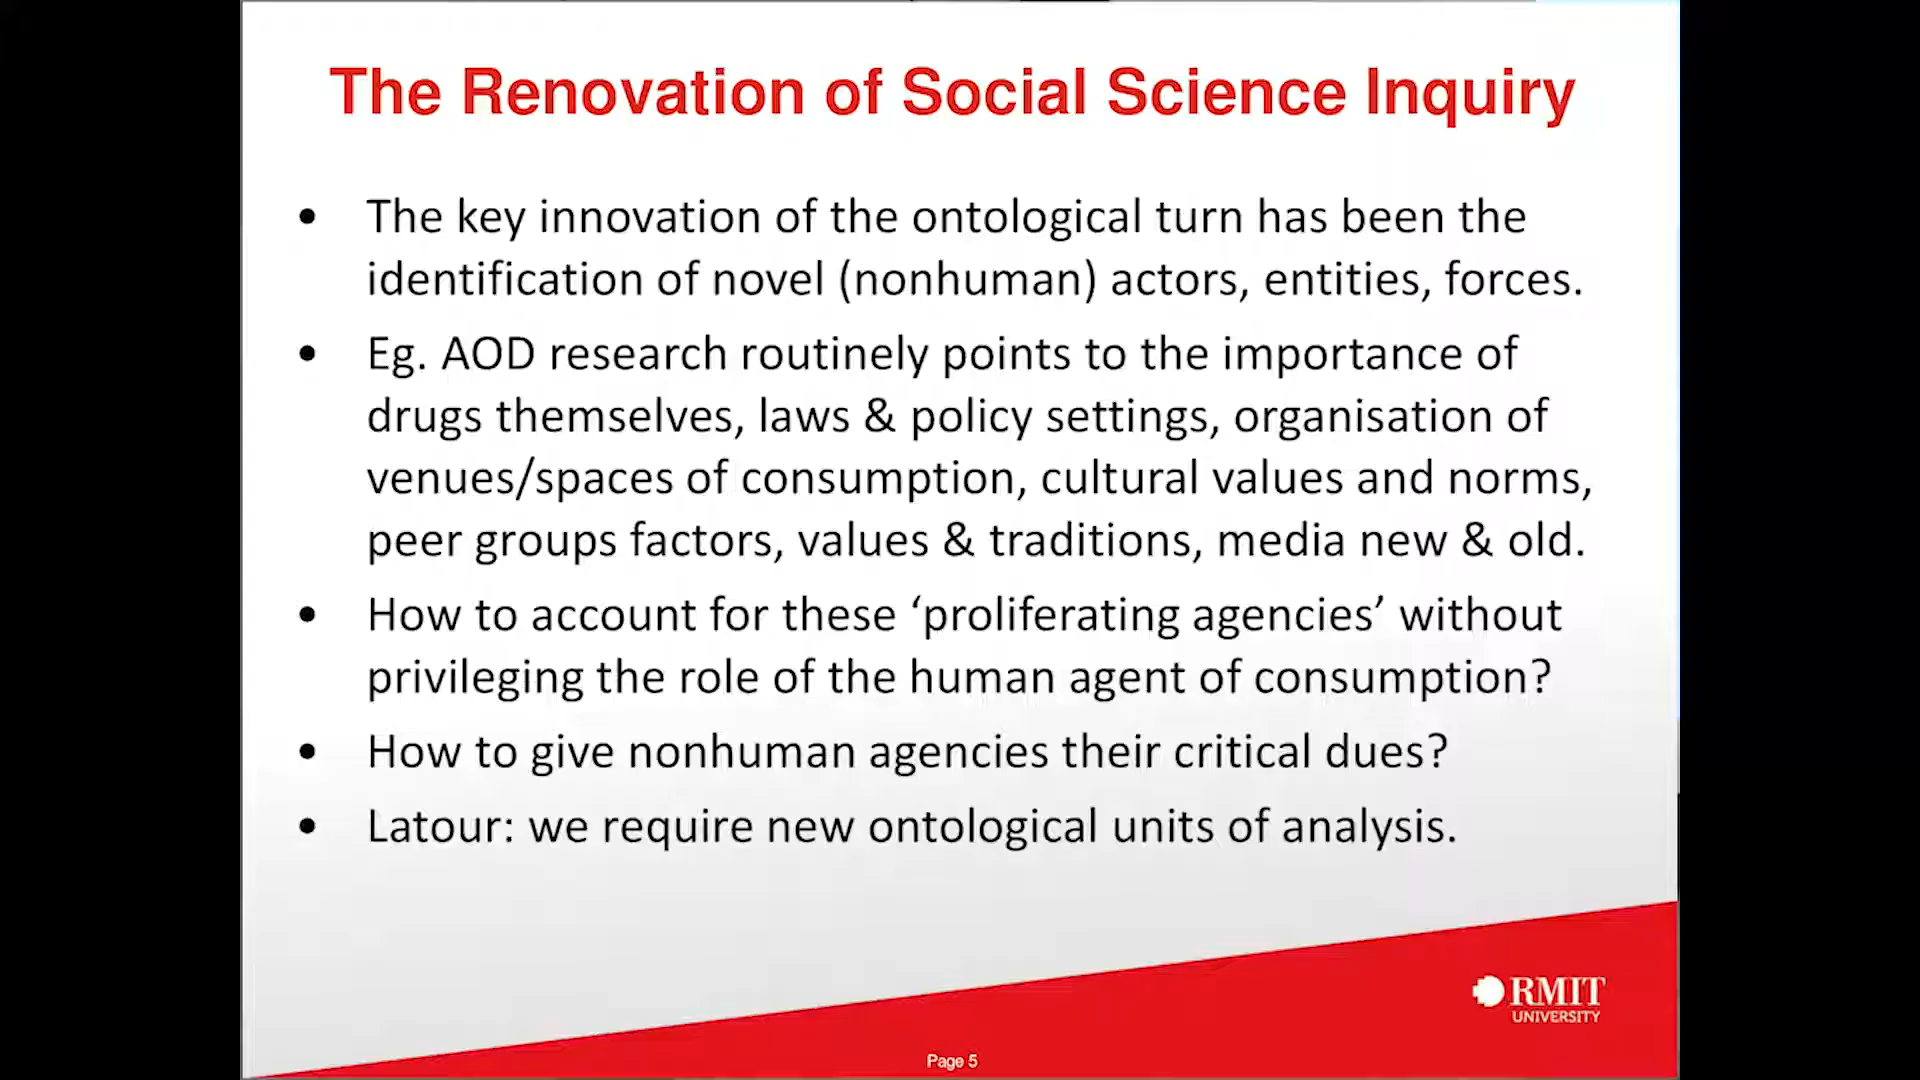 The Renovation of Social Science Inquiry
• The key innovation of the ontological turn has been the
identification of novel (nonhuman) actors, entities, forces.
• Eg. AOD research routinely points to the importance of
drugs themselves, laws & policy settings, organisation of
venues/spaces of consumption, cultural values and norms,
peer groups factors, values & traditions, media new & old.
• How to account for these ‘proliferating agencies’ without
privileging the role of the human agent of consumption?
• How to give nonhuman agencies their critical dues?
• Latour: we require new ontological units of analysis.
RMIT
UNIVERSITY
Page 5